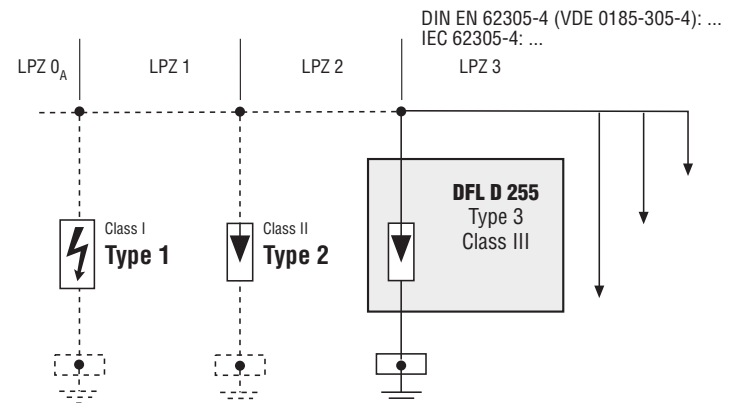 DIN EN 62305-4 (VDE 0185-305-4): ...
IEC 62305-4: ...
LPZ 0A
LPZ 1
LPZ 2
LPZ 3
Class I
Type 1
Class II
Type 2
DFL D 255
Type 3
Class III